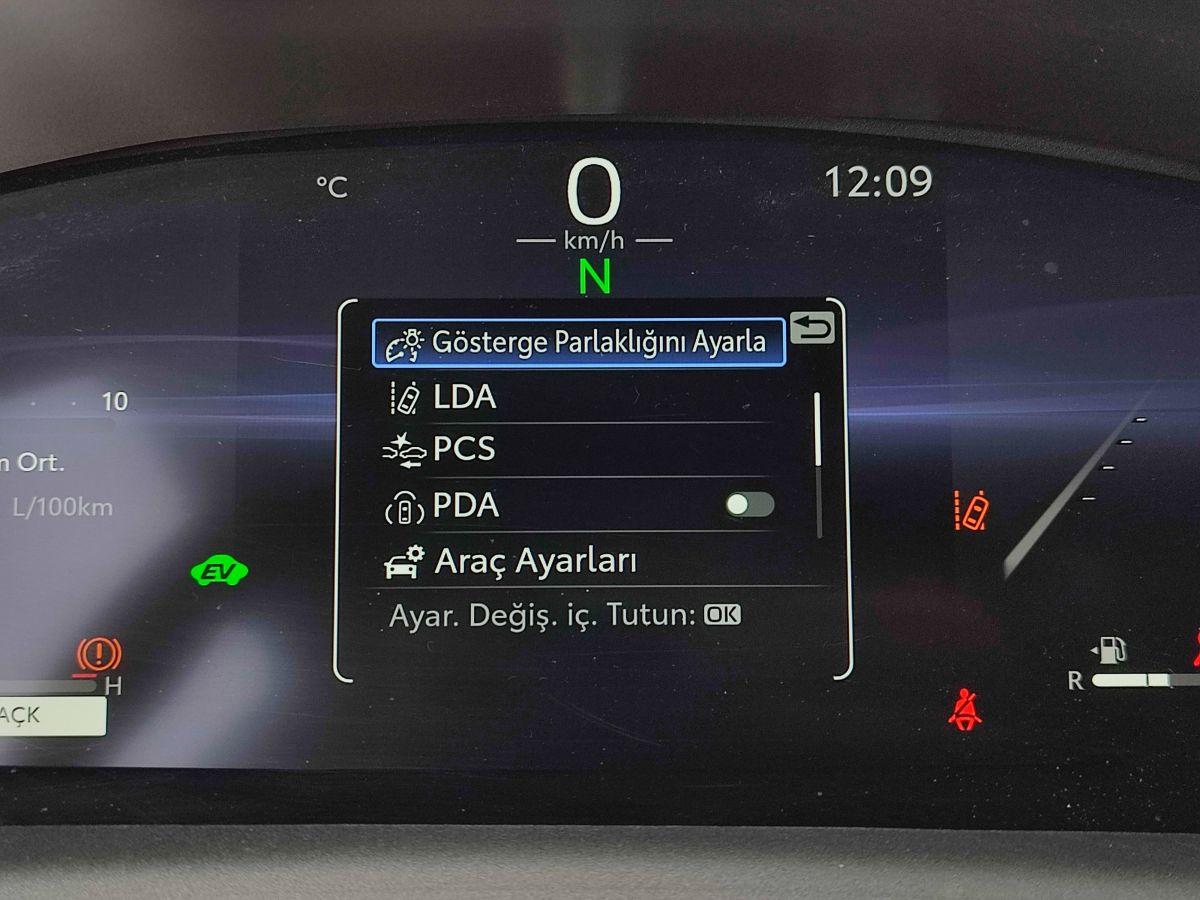 °C
0
12:09
km/h
N
Gösterge Parlaklığını Ayarla
LDA
PCS
PDA
Araç Ayarları
Ayar. Değiş. iç. Tutun: OK
10
Ort.
L/100km
EV
H
AÇK
R